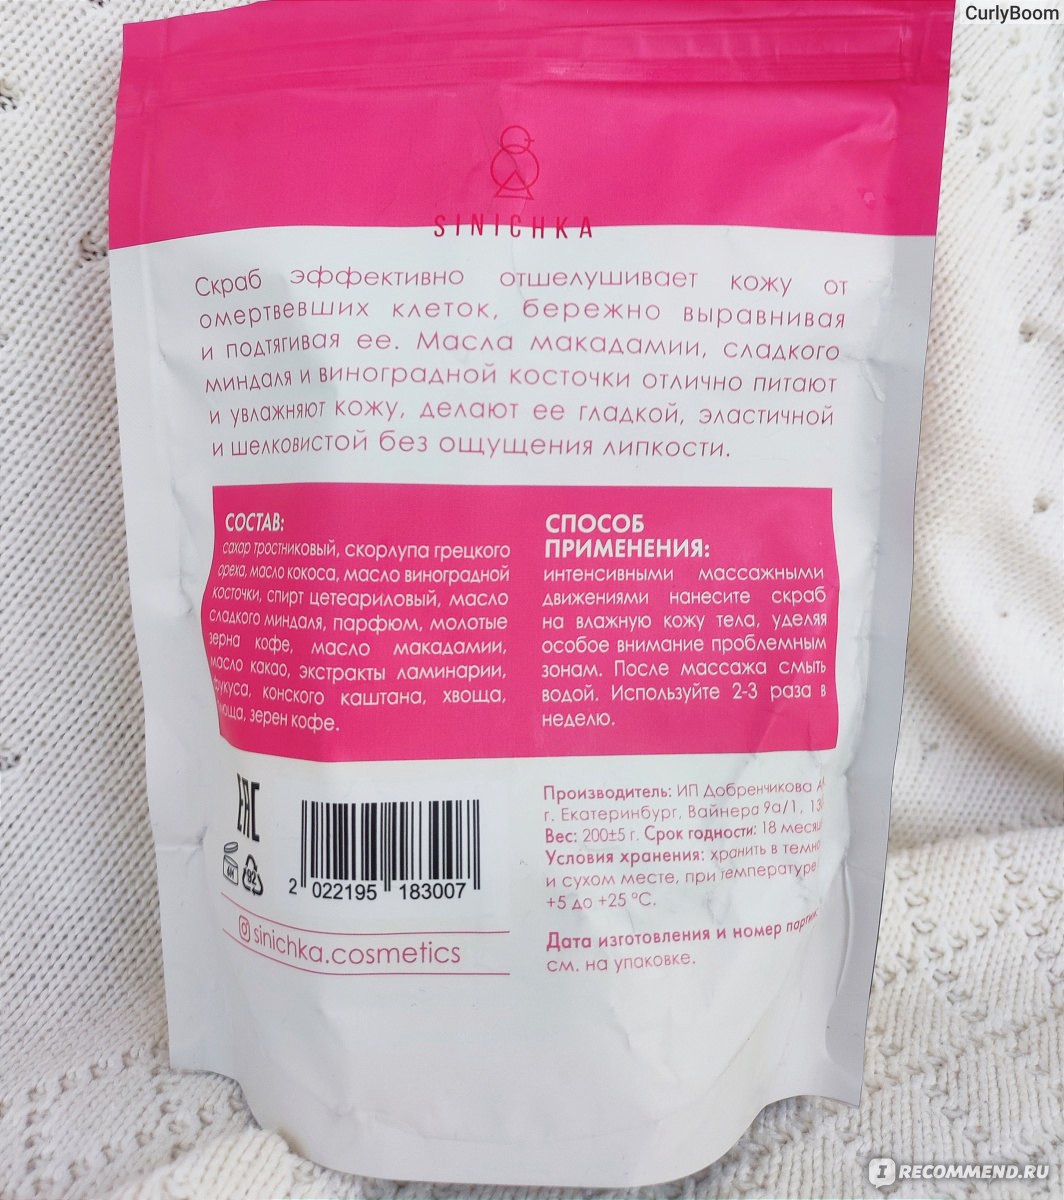 CurlyBoom
SINICHKA
Скраб эффективно отшелушивает кожу от
омертвевших клеток, бережно выравнивая
и подтягивая ее. Масла макадамии, сладкого
миндаля и виноградной косточки отлично питают
и увлажняют кожу, делают ее гладкой, эластичной
и шелковистой без ощущения липкости.
СОСТАВ:
сахар тростниковый, скорлупа грецкого
ореха, масло кокоса, масло виноградной
косточки, спирт цетеариловый, масло
сладкого миндаля, парфюм, молотые
зерна кофе, масло макадамии,
масло какао, экстракты ламинарии,
фукуса, конского каштана, хвоща,
зерен кофе.
СПОСОБ
ПРИМЕНЕНИЯ:
интенсивными массажными
движениями нанесите скраб
на влажную кожу тела, уделяя
особое внимание проблемным
зонам. После массажа смыть
водой. Используйте 2-3 раза в
неделю.
EAC
6M
92
2 022195 183007
sinichka.cosmetics
Производитель: ИП Добренчикова
г. Екатеринбург, Вайнера 9а/1,
Вес: 200±5 г. Срок годности: 18
Условия хранения: хранить в
и сухом месте, при температуре
+5 до +25 °С.
Дата изготовления и номер
см. на упаковке.
IRECOMMEND.RU